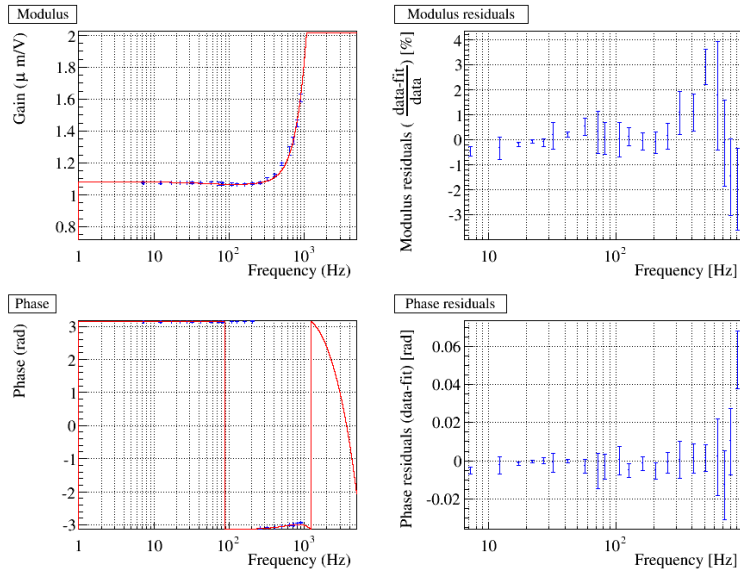 Modulus
Gain (µ m/V)
2
1.8
1.6
1.4
1.2
1
0.8
1 10 10² 10³
Frequency (Hz)
Modulus residuals
Modulus residuals (data-fit/data) [%]
4
3
2
1
0
-1
-2
-3
10 10²
Frequency [Hz]
Phase
Phase (rad)
3
2
1
0
-1
-2
-3
1 10 10² 10³
Frequency (Hz)
Phase residuals
Phase residuals (data-fit) [rad]
0.06
0.04
0.02
0
-0.02
10 10²
Frequency [Hz]